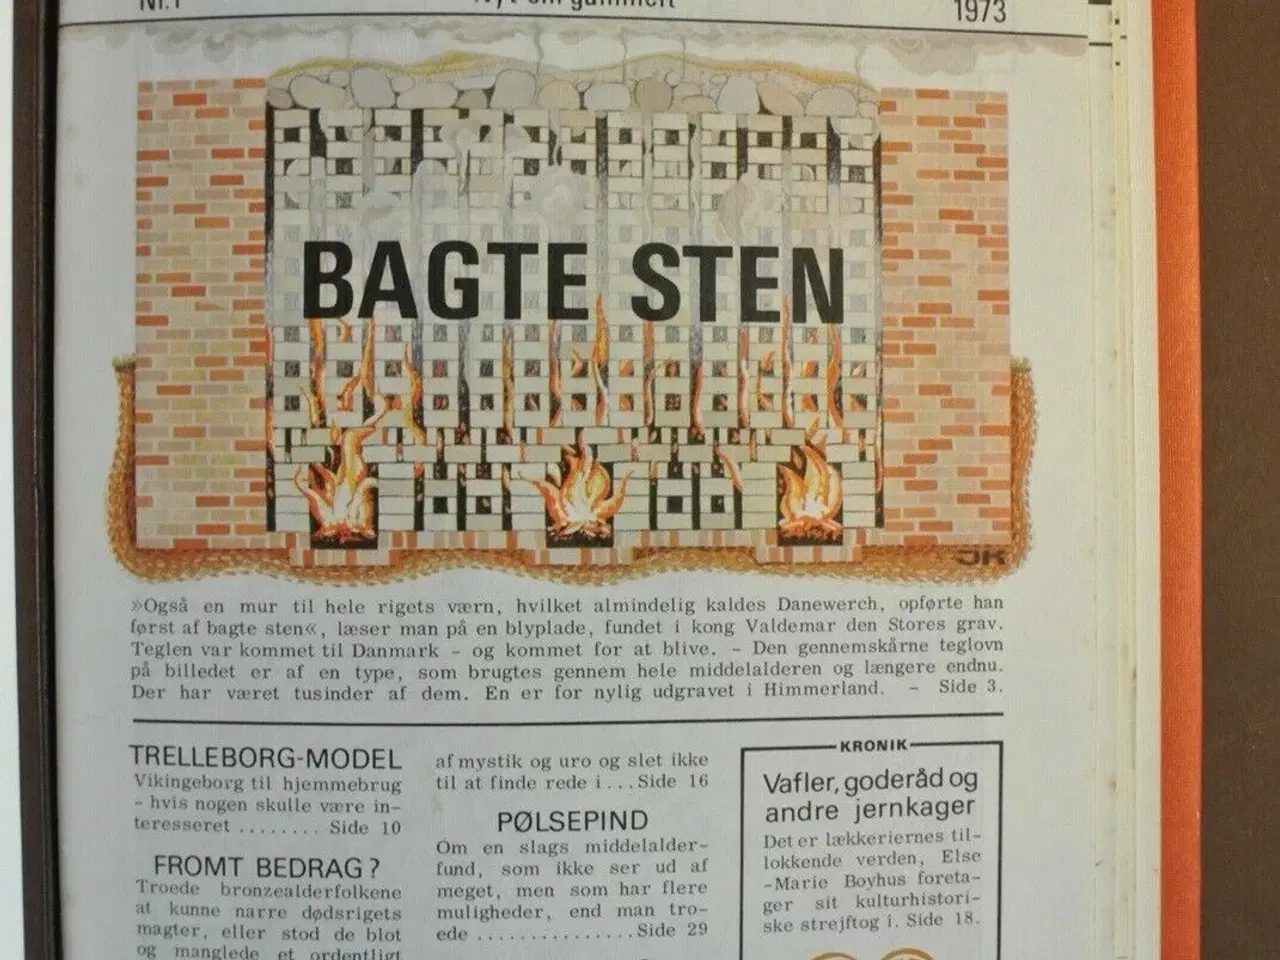 Nr.1
1973
BAGTE STEN
JK
»Også en mur til hele rigets værn, hvilket almindelig kaldes Danewerch, opførte han
først af bagte sten«, læser man på en blyplade, fundet i kong Valdemar den Stores grav.
Teglen var kommet til Danmark – og kommet for at blive. – Den gennemskårne teglovn
på billedet er af en type, som brugtes gennem hele middelalderen og længere endnu.
Der har været tusinder af dem. En er for nylig udgravet i Himmerland. – Side 3.
TRELLEBORG-MODEL
Vikingeborg til hjemmebrug
– hvis nogen skulle være in-
teresseret ........ Side 10
FROMT BEDRAG?
Troede bronzealderfolkene
at kunne narre dødsrigets
magter, eller stod de blot
og manglede et ordentligt
af mystik og uro og slet ikke
til at finde rede i ... Side 16
PØLSEPIND
Om en slags middelalder-
fund, som ikke ser ud af
meget, men som har flere
muligheder, end man tro-
ede ............... Side 29
KRONIK
Vafler, goderåd og
andre jernkager
Det er lækkeriernes til-
lokkende verden, Else
-Marie Boyhus foreta-
ger sit kulturhistori-
ske strejftog i. Side 18.